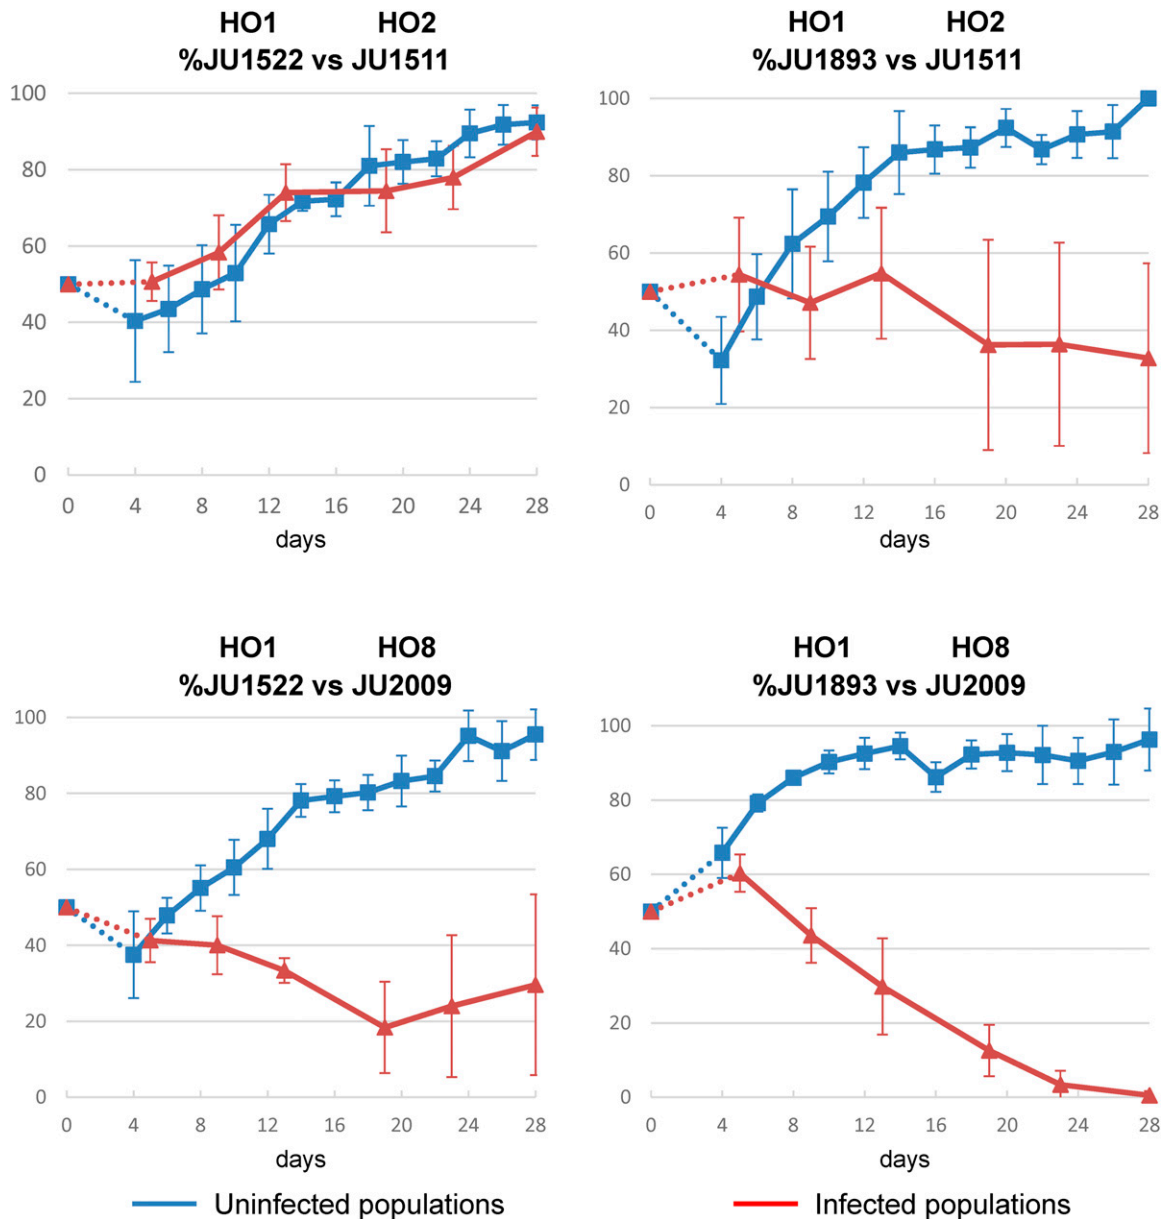 HO1 HO2
%JU1522 vs JU1511
100
80
60
40
20
0
0 4 8 12 16 20 24 28
days
HO1 HO2
%JU1893 vs JU1511
100
80
60
40
20
0
0 4 8 12 16 20 24 28
days
HO1 HO8
%JU1522 vs JU2009
100
80
60
40
20
0
0 4 8 12 16 20 24 28
days
HO1 HO8
%JU1893 vs JU2009
100
80
60
40
20
0
0 4 8 12 16 20 24 28
days
Uninfected populations
Infected populations